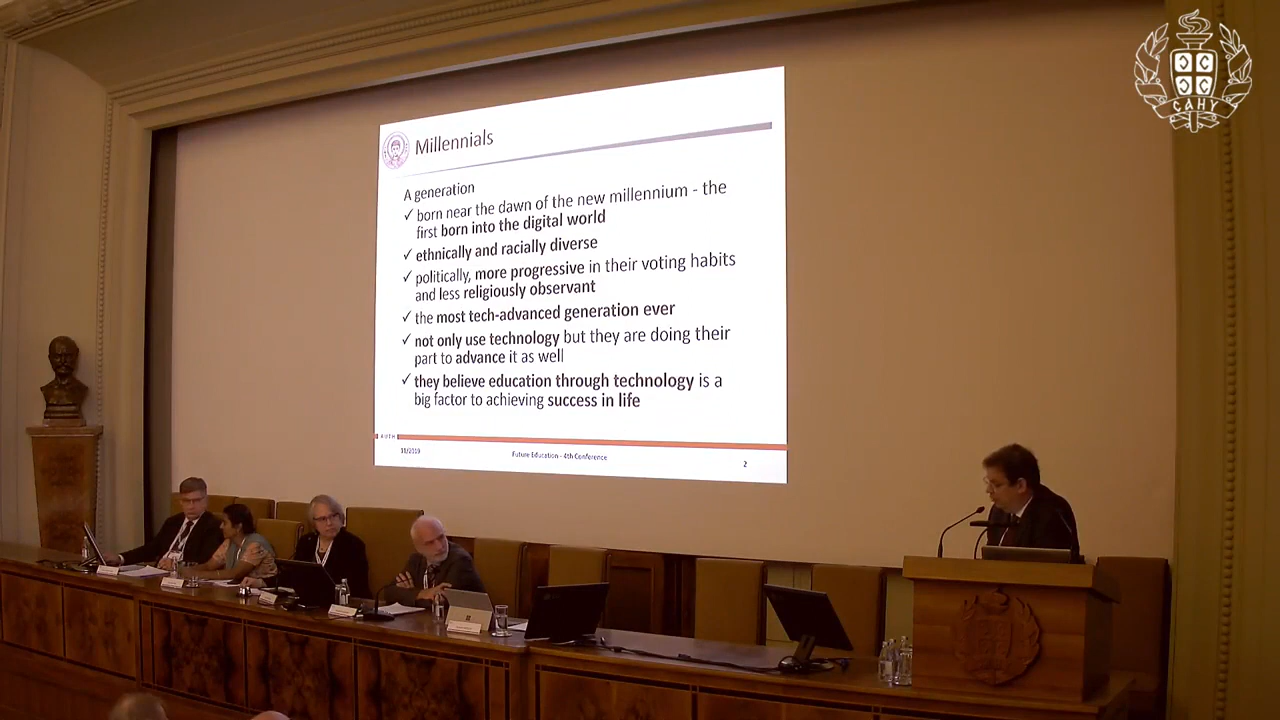 Millennials
A generation
✓ born near the dawn of the new millennium - the
first born into the digital world
✓ ethnically and racially diverse
✓ politically, more progressive in their voting habits
and less religiously observant
✓ the most tech-advanced generation ever
✓ not only use technology but they are doing their
part to advance it as well
✓ they believe education through technology is a
big factor to achieving success in life
AUTH
11/2019
Future Education - 4th Conference
2
САНУ